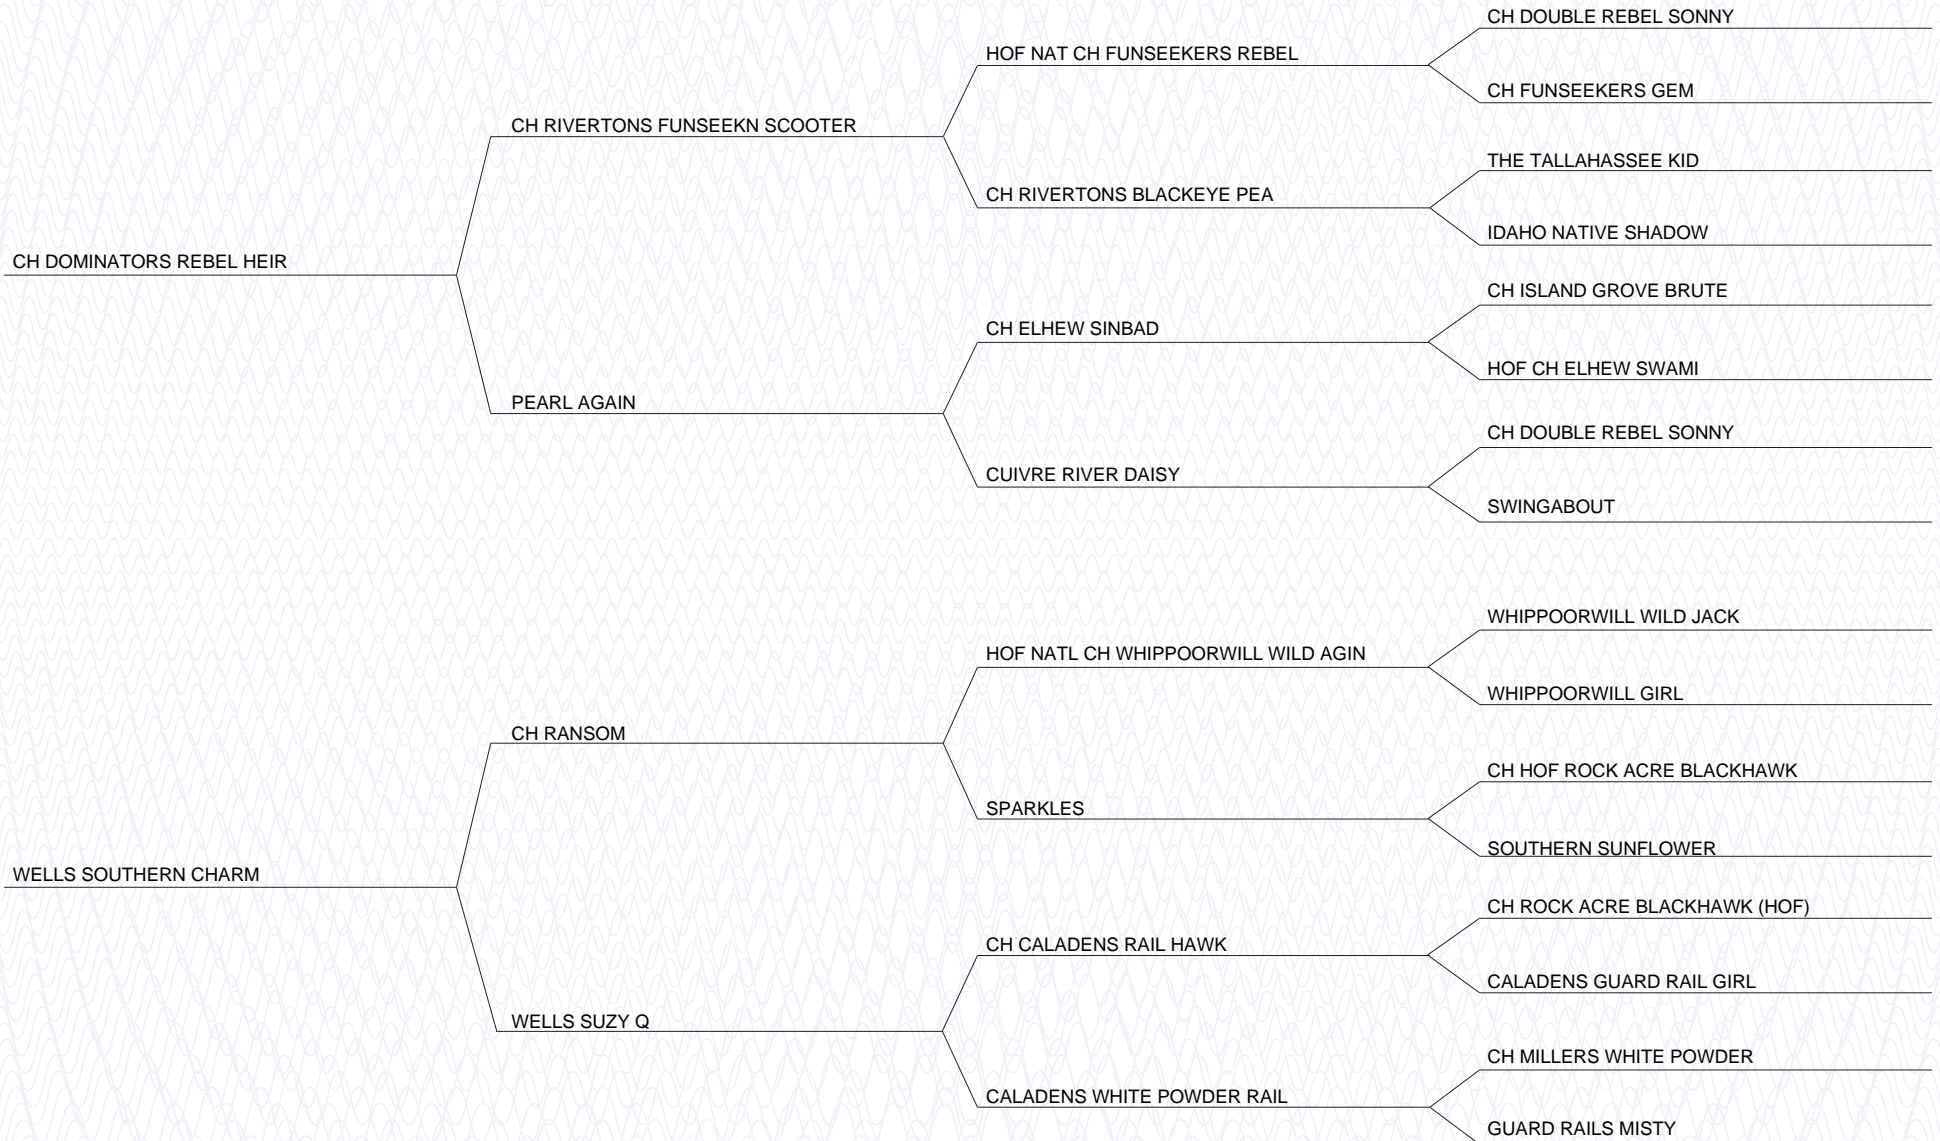 CH DOUBLE REBEL SONNY
HOF NAT CH FUNSEEKERS REBEL
CH FUNSEEKERS GEM
CH RIVERTONS FUNSEEKN SCOOTER
THE TALLAHASSEE KID
CH RIVERTONS BLACKEYE PEA
IDAHO NATIVE SHADOW
CH DOMINATORS REBEL HEIR
CH ISLAND GROVE BRUTE
CH ELHEW SINBAD
HOF CH ELHEW SWAMI
PEARL AGAIN
CH DOUBLE REBEL SONNY
CUIVRE RIVER DAISY
SWINGABOUT
WHIPPOORWILL WILD JACK
HOF NATL CH WHIPPOORWILL WILD AGIN
WHIPPOORWILL GIRL
CH RANSOM
CH HOF ROCK ACRE BLACKHAWK
SPARKLES
SOUTHERN SUNFLOWER
WELLS SOUTHERN CHARM
CH ROCK ACRE BLACKHAWK (HOF)
CH CALADENS RAIL HAWK
CALADENS GUARD RAIL GIRL
WELLS SUZY Q
CH MILLERS WHITE POWDER
CALADENS WHITE POWDER RAIL
GUARD RAILS MISTY